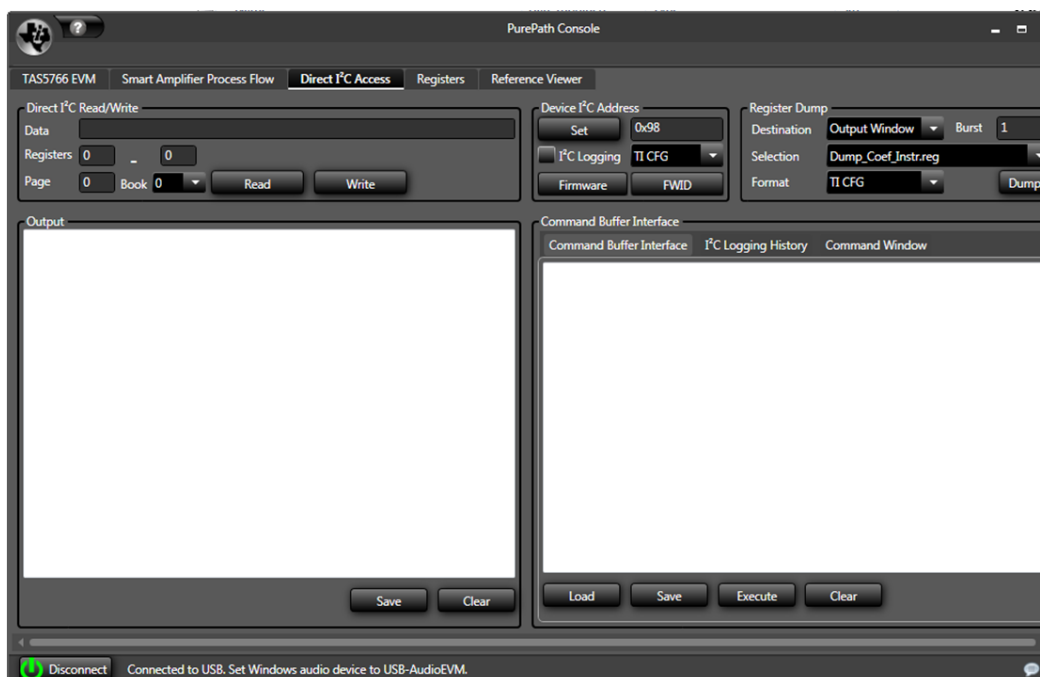 ?
PurePath Console
TAS5766 EVM Smart Amplifier Process Flow Direct I²C Access Registers Reference Viewer
Direct I²C Read/Write
Data
Registers 0 - 0
Page 0 Book 0 Read Write
Device I²C Address
Set 0x98
I²C Logging TI CFG
Firmware FWID
Register Dump
Destination Output Window Burst 1
Selection Dump_Coef_Instr.reg
Format TI CFG Dump
Output
Save Clear
Command Buffer Interface
Command Buffer Interface I²C Logging History Command Window
Load Save Execute Clear
Disconnect Connected to USB. Set Windows audio device to USB-AudioEVM.